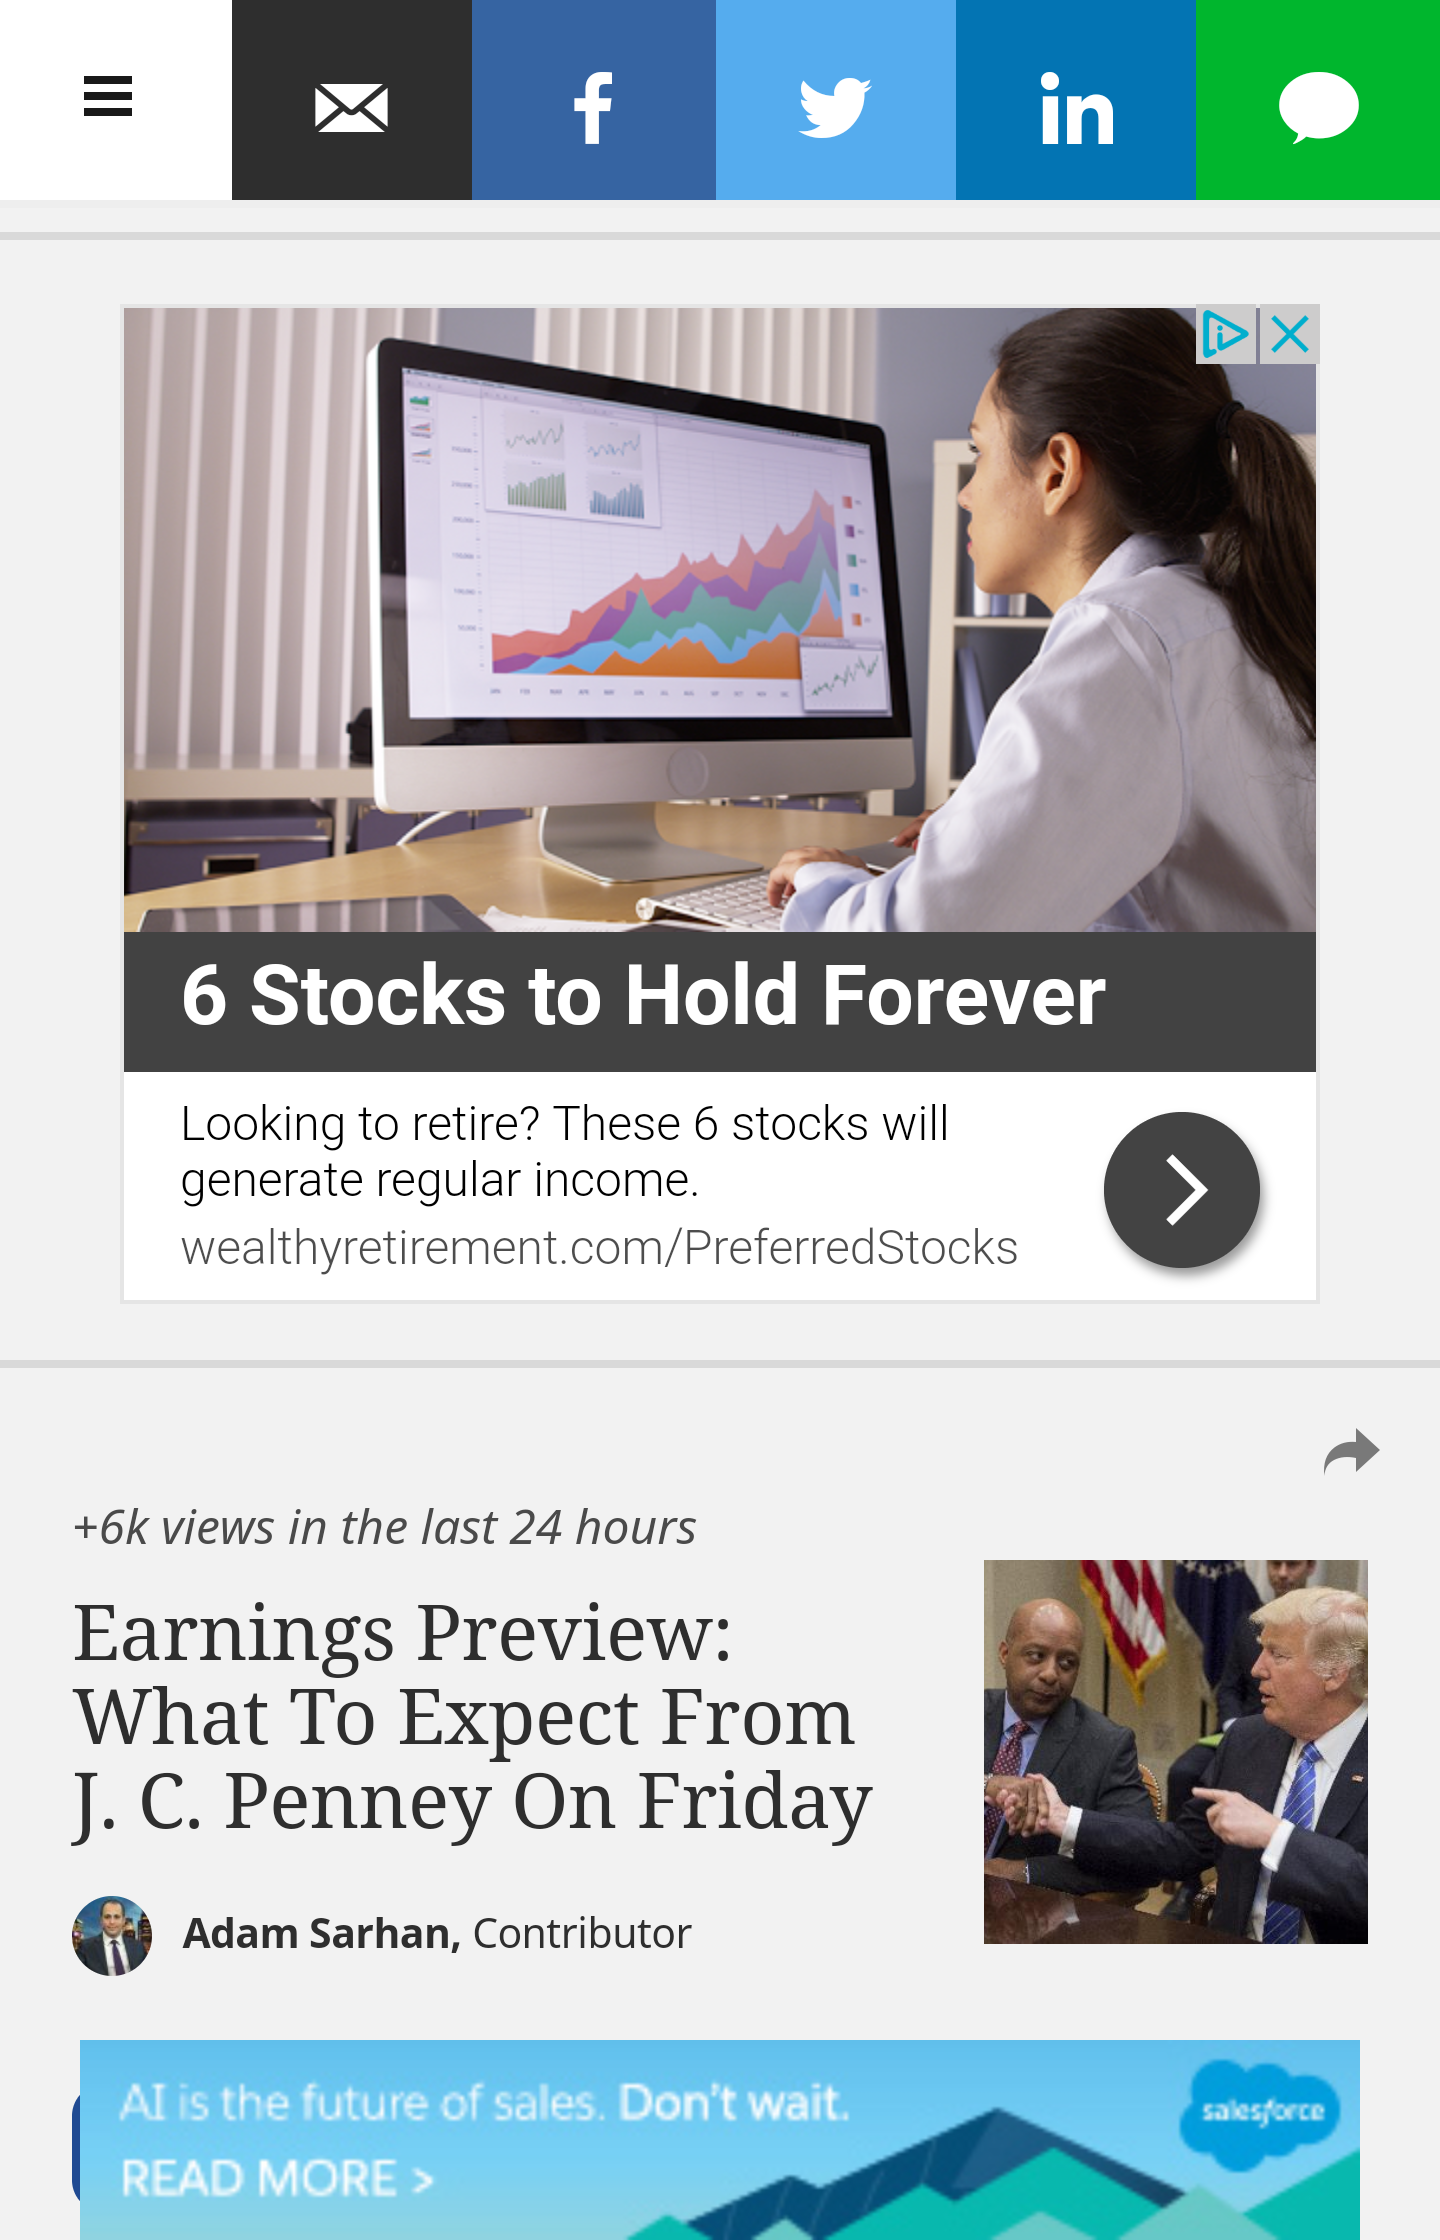 6 Stocks to Hold Forever
Looking to retire? These 6 stocks will
generate regular income.
wealthyretirement.com/PreferredStocks
+6k views in the last 24 hours
Earnings Preview:
What To Expect From
J. C. Penney On Friday
Adam Sarhan, Contributor
AI is the future of sales. Don't wait.
salesforce
READ MORE >